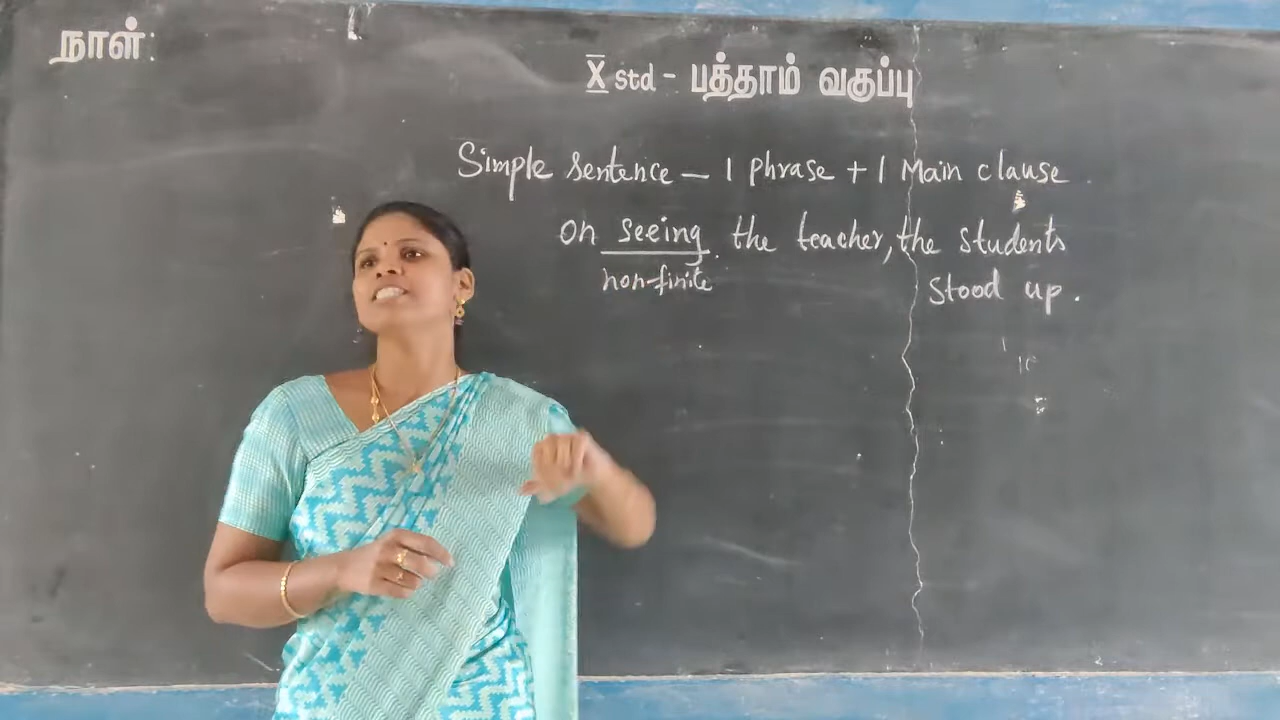 நாள்:
X std - பத்தாம் வகுப்பு
Simple sentence - 1 phrase + 1 Main clause.
On seeing the teacher, the students
non-finite
stood up.